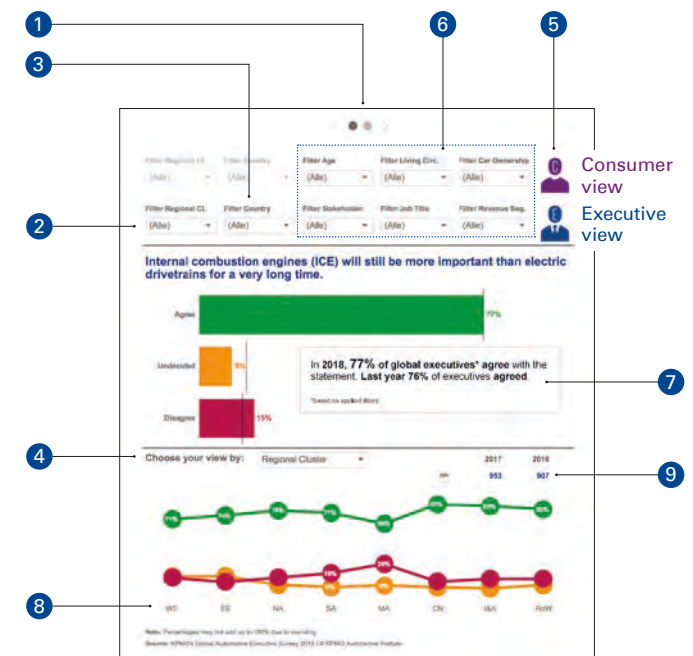 1
6
5
3
Filter Regional Cl.
Filter Country
Filter Age
Filter Living Circ.
Filter Car Ownership
(Alle)
(Alle)
(Alle)
(Alle)
(Alle)
C
Consumer
view
2
Filter Regional Cl.
Filter Country
Filter Stakeholder
Filter Job Title
Filter Revenue Seg.
(Alle)
(Alle)
(Alle)
(Alle)
(Alle)
E
Executive
view
Internal combustion engines (ICE) will still be more important than electric
drivetrains for a very long time.
Agree
77%
Undecided
Disagree
15%
In 2018, 77% of global executives* agree with the
statement. Last year 76% of executives agreed.
*based on applied filters
7
4
Choose your view by:
Regional Cluster
2017
2018
953
907
9
8
WE
EE
NA
SA
MA
CN
I&A
RoW
Note: Percentages may not add up to 100% due to rounding
Source: KPMG's Global Automotive Executive Survey 2018 | KPMG Automotive Institute